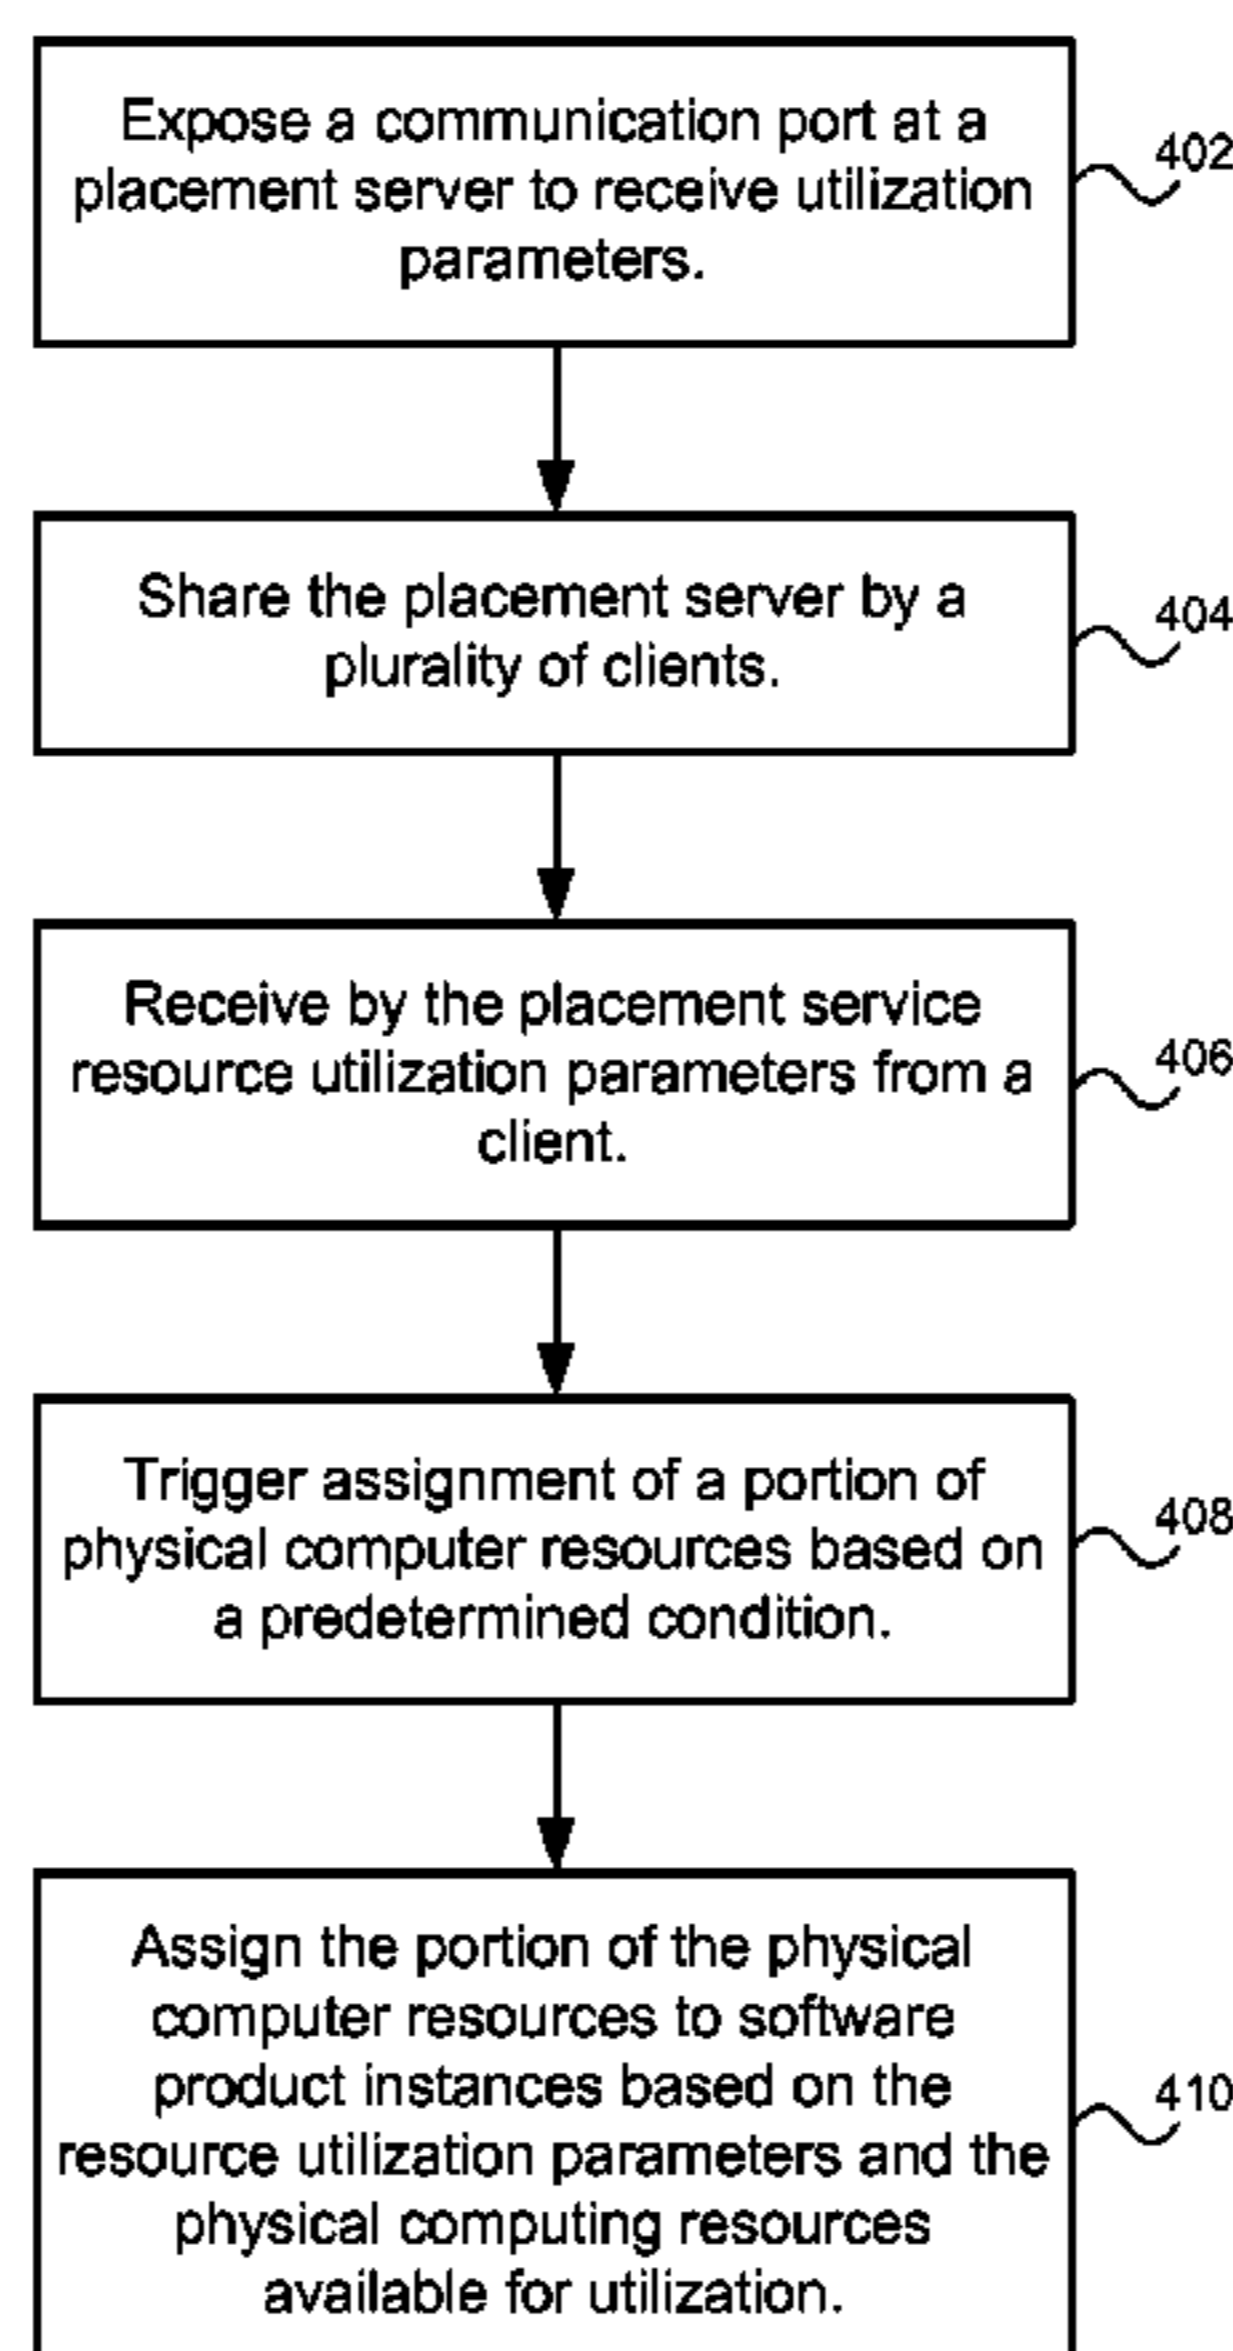 Expose a communication port at a
placement server to receive utilization
parameters.
402
Share the placement server by a
plurality of clients.
404
Receive by the placement service
resource utilization parameters from a
client.
406
Trigger assignment of a portion of
physical computer resources based on
a predetermined condition.
408
Assign the portion of the physical
computer resources to software
product instances based on the
resource utilization parameters and the
physical computing resources
available for utilization.
410